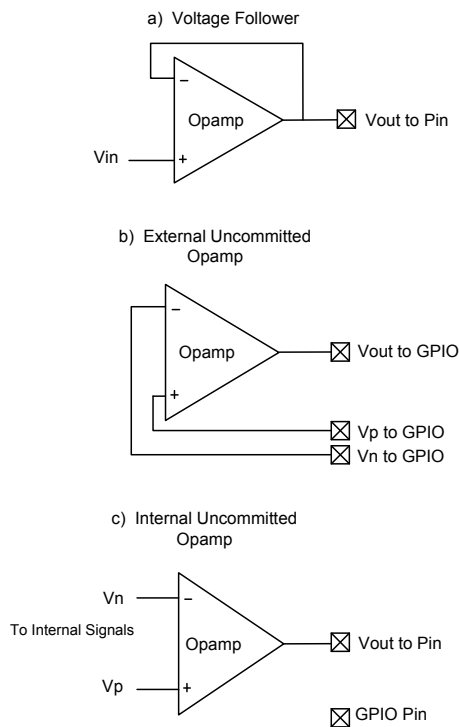 a) Voltage Follower
−
Opamp
Vout to Pin
Vin
+
b) External Uncommitted
Opamp
−
Opamp
Vout to GPIO
+
Vp to GPIO
Vn to GPIO
c) Internal Uncommitted
Opamp
Vn
−
To Internal Signals
Opamp
Vout to Pin
Vp
+
GPIO Pin